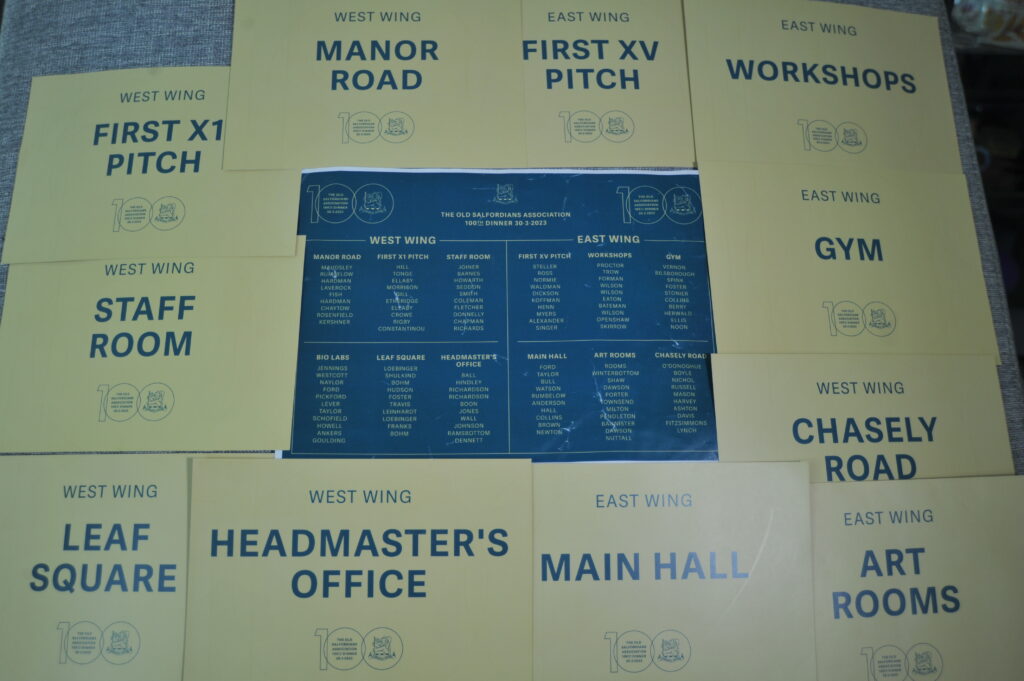 WEST WING
MANOR
ROAD
EAST WING
FIRST XV
PITCH
EAST WING
WORKSHOPS
WEST WING
FIRST X1
PITCH
EAST WING
GYM
WEST WING
STAFF
ROOM
WEST WING
CHASELY
ROAD
WEST WING
LEAF
SQUARE
WEST WING
HEADMASTER'S
OFFICE
EAST WING
MAIN HALL
EAST WING
ART
ROOMS
THE OLD SALFORDIANS ASSOCIATION
100TH DINNER 30-3-2023
WEST WING
MANOR ROAD
MAUDSLEY
HARDMAN
LAVEROCK
FISH
HARDMAN
CHAYTOW
ROSENFIELD
KERSHNER
FIRST X1 PITCH
HILL
TONGE
ELLABY
MORRISON
GILL
ETHERIDGE
ELLABY
CROWE
RIGBY
CONSTANTINOU
STAFF ROOM
JOINER
BARNES
HOWARTH
SEDDON
SMITH
COLEMAN
FLETCHER
DONNELLY
CHAPMAN
RICHARDS
BIO LABS
JENNINGS
WESTCOTT
NAYLOR
FORD
PICKFORD
LEVER
TAYLOR
SCHOFIELD
HOWELL
ANKERS
GOULDING
LEAF SQUARE
LOEBINGER
SHULKIND
BOHM
HUDSON
FOSTER
TRAVIS
LEINHARDT
LOEBINGER
FRANKS
BOHM
HEADMASTER'S
OFFICE
BALL
HINDLEY
RICHARDSON
RICHARDSON
BOON
JONES
WALL
JOHNSON
RAMSBOTTOM
DENNETT
EAST WING
FIRST XV PITCH
STELLER
ROSS
NORMIE
WALDMAN
DICKSON
KOFFMAN
HENN
MYERS
ALEXANDER
SINGER
WORKSHOPS
PROCTOR
TROW
FORMAN
WILSON
WILSON
EATON
BATEMAN
WILSON
OPENSHAW
SKIRROW
GYM
VERNON
BILSBOROUGH
SPINK
FOSTER
STONIER
COLLINS
BERRY
HERWALD
ELLIS
NOON
MAIN HALL
FORD
TAYLOR
BULL
WATSON
RUMBELOW
ANDERSON
HALL
COLLINS
BROWN
NEWTON
ART ROOMS
ROOMS
WINTERBOTTOM
SHAW
DAWSON
PORTER
TOWNSEND
MILTON
PENDLETON
BANNISTER
DAWSON
NUTTALL
CHASELY ROAD
O'DONOGHUE
BOYLE
NICHOL
RUSSELL
MASON
HARVEY
ASHTON
DAVIS
FITZSIMMONS
LYNCH